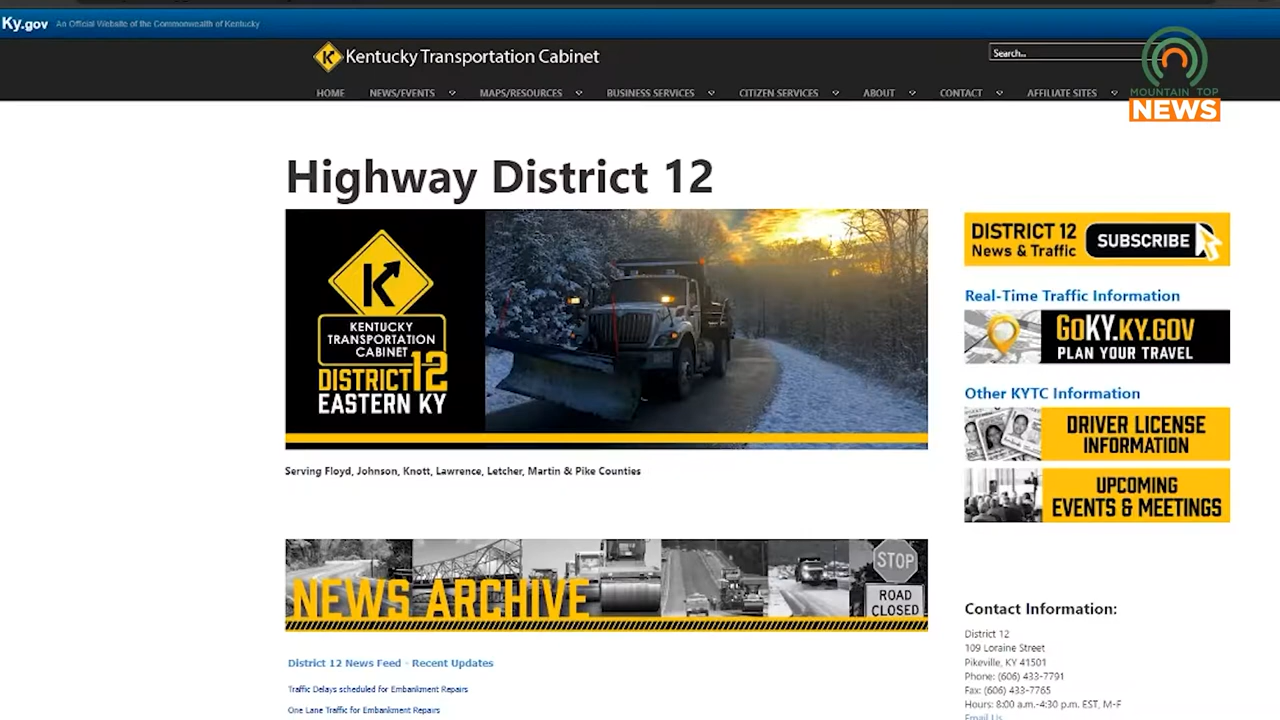 Ky.gov An Official Website of the Commonwealth of Kentucky
K Kentucky Transportation Cabinet
Search...
HOME NEWS/EVENTS MAPS/RESOURCES BUSINESS SERVICES CITIZEN SERVICES ABOUT CONTACT AFFILIATE SITES
MOUNTAIN TOP
NEWS
Highway District 12
K
KENTUCKY
TRANSPORTATION
CABINET
DISTRICT 12
EASTERN KY
Serving Floyd, Johnson, Knott, Lawrence, Letcher, Martin & Pike Counties
NEWS ARCHIVE
STOP
ROAD
CLOSED
District 12 News Feed - Recent Updates
Traffic Delays scheduled for Embankment Repairs
One Lane Traffic for Embankment Repairs
DISTRICT 12
News & Traffic
SUBSCRIBE
Real-Time Traffic Information
GoKY.KY.GOV
PLAN YOUR TRAVEL
Other KYTC Information
DRIVER LICENSE
INFORMATION
UPCOMING
EVENTS & MEETINGS
Contact Information:
District 12
109 Loraine Street
Pikeville, KY 41501
Phone: (606) 433-7791
Fax: (606) 433-7765
Hours: 8:00 a.m.-4:30 p.m. EST, M-F
Email Us